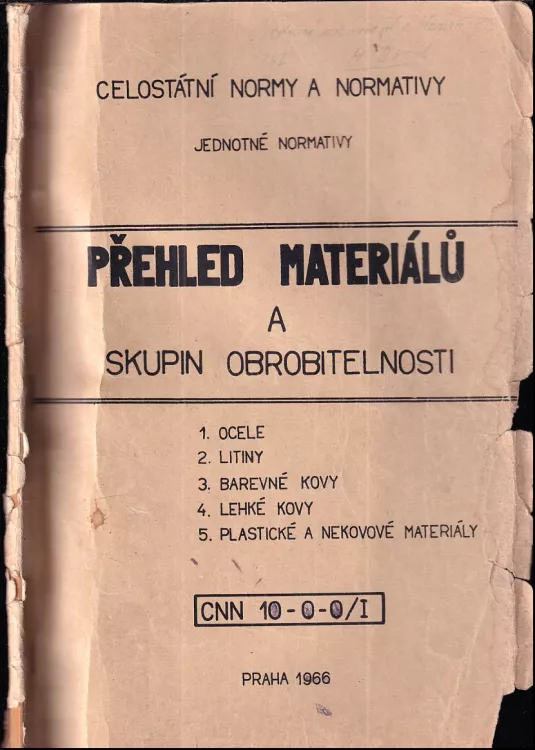 CELOSTÁTNÍ NORMY A NORMATIVY
JEDNOTNÉ NORMATIVY
PŘEHLED MATERIÁLŮ
A
SKUPIN OBROBITELNOSTI
1. OCELE
2. LITINY
3. BAREVNÉ KOVY
4. LEHKÉ KOVY
5. PLASTICKÉ A NEKOVOVÉ MATERIÁLY
CNN 10-0-0/I
PRAHA 1966